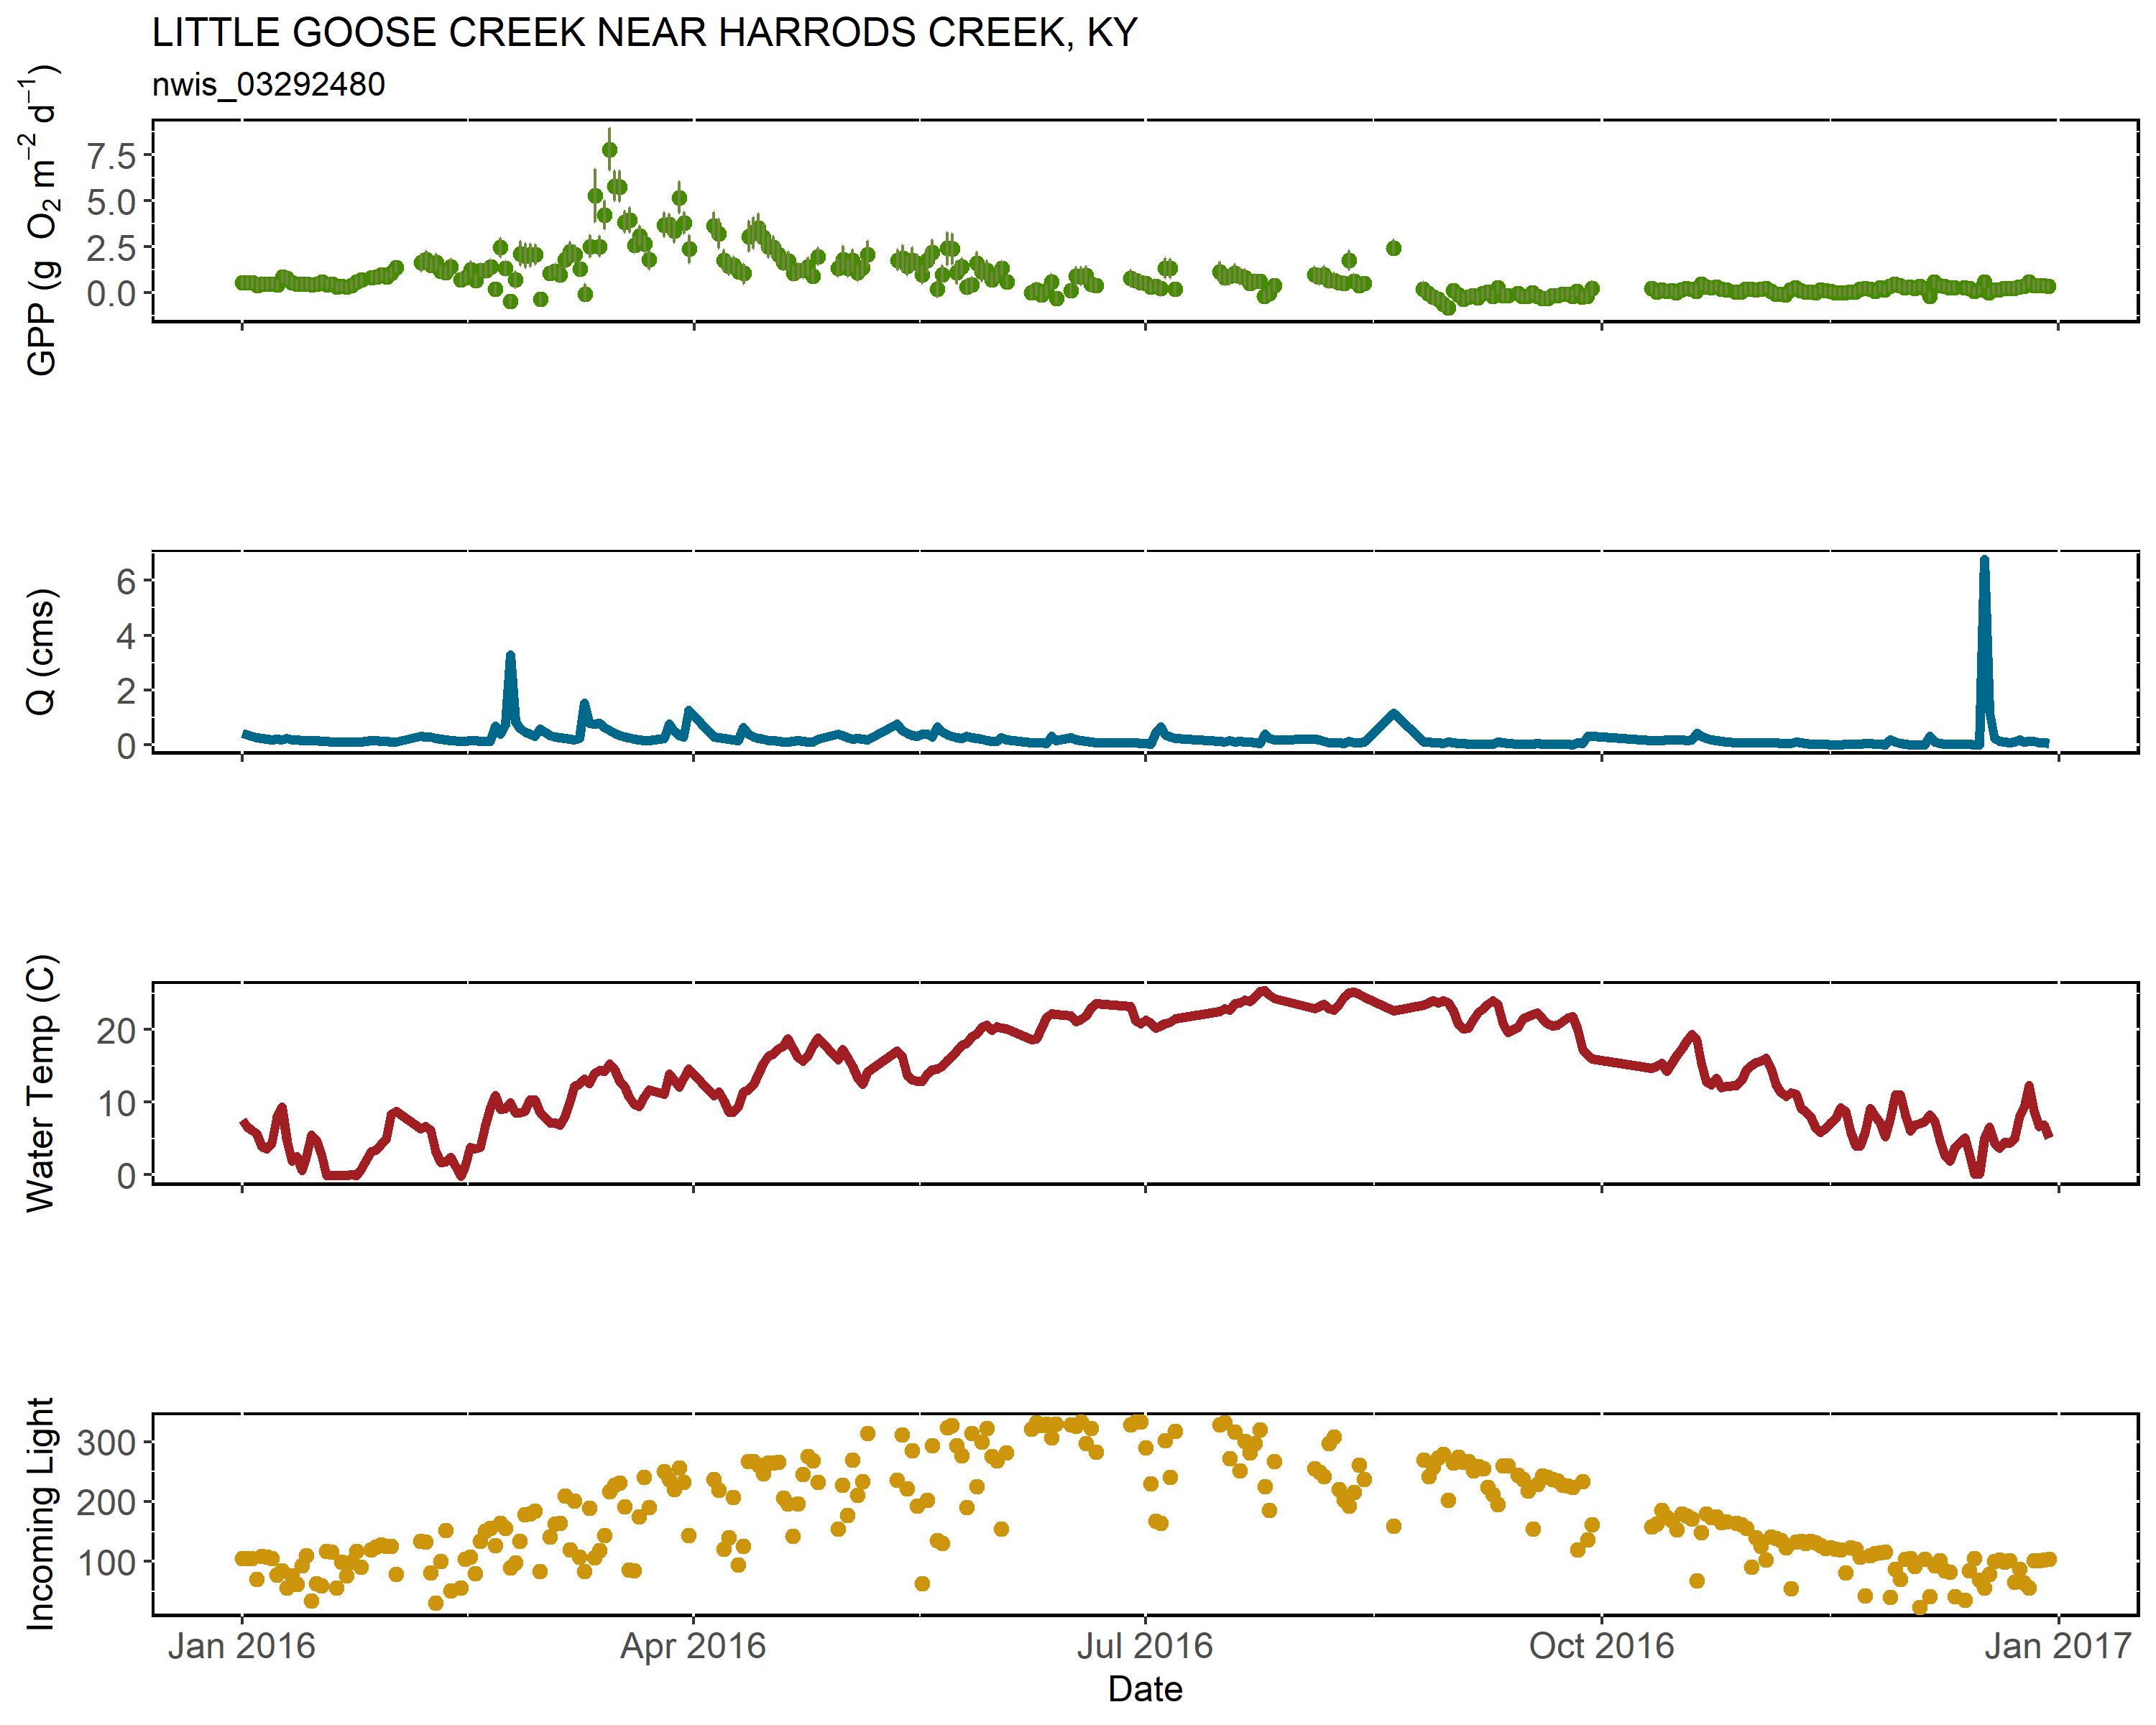 LITTLE GOOSE CREEK NEAR HARRODS CREEK, KY
nwis_03292480
GPP (g O₂ m⁻² d⁻¹)
7.5
5.0
2.5
0.0
Q (cms)
6
4
2
0
Water Temp (C)
20
10
0
Incoming Light
300
200
100
Jan 2016 Apr 2016 Jul 2016 Oct 2016 Jan 2017
Date